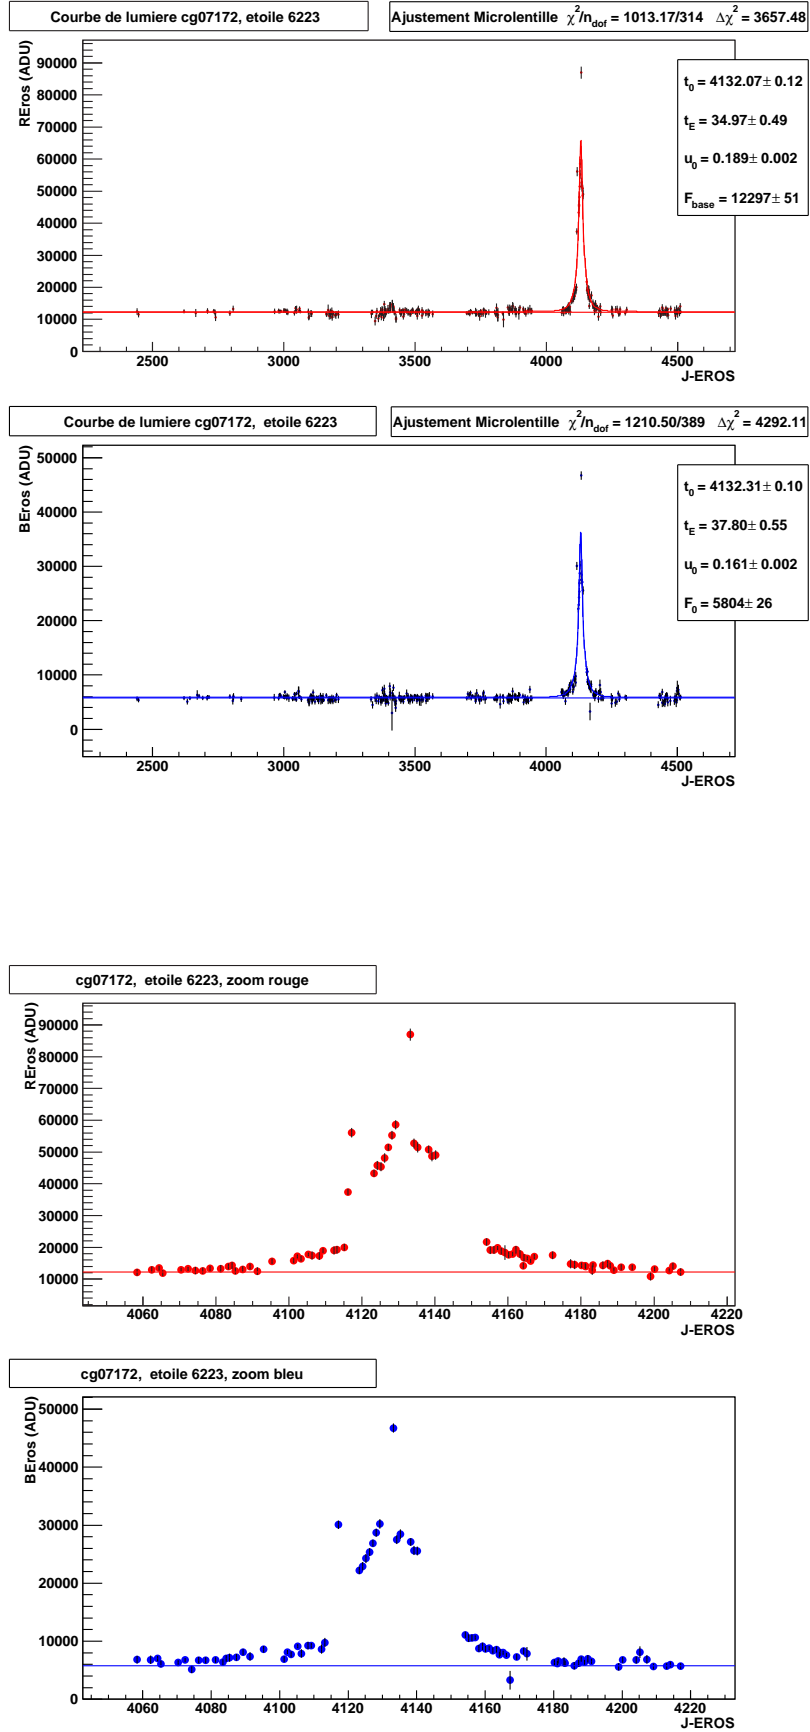 Courbe de lumiere cg07172, etoile 6223
Ajustement Microlentille χ²/n_dof = 1013.17/314 Δχ² = 3657.48
REros (ADU)
90000
80000
70000
60000
50000
40000
30000
20000
10000
0
t₀ = 4132.07± 0.12
t_E = 34.97± 0.49
u₀ = 0.189± 0.002
F_base = 12297± 51
2500 3000 3500 4000 4500
J-EROS
Courbe de lumiere cg07172, etoile 6223
Ajustement Microlentille χ²/n_dof = 1210.50/389 Δχ² = 4292.11
BEros (ADU)
50000
40000
30000
20000
10000
0
t₀ = 4132.31± 0.10
t_E = 37.80± 0.55
u₀ = 0.161± 0.002
F₀ = 5804± 26
2500 3000 3500 4000 4500
J-EROS
cg07172, etoile 6223, zoom rouge
REros (ADU)
90000
80000
70000
60000
50000
40000
30000
20000
10000
4060 4080 4100 4120 4140 4160 4180 4200 4220
J-EROS
cg07172, etoile 6223, zoom bleu
BEros (ADU)
50000
40000
30000
20000
10000
0
4060 4080 4100 4120 4140 4160 4180 4200 4220
J-EROS